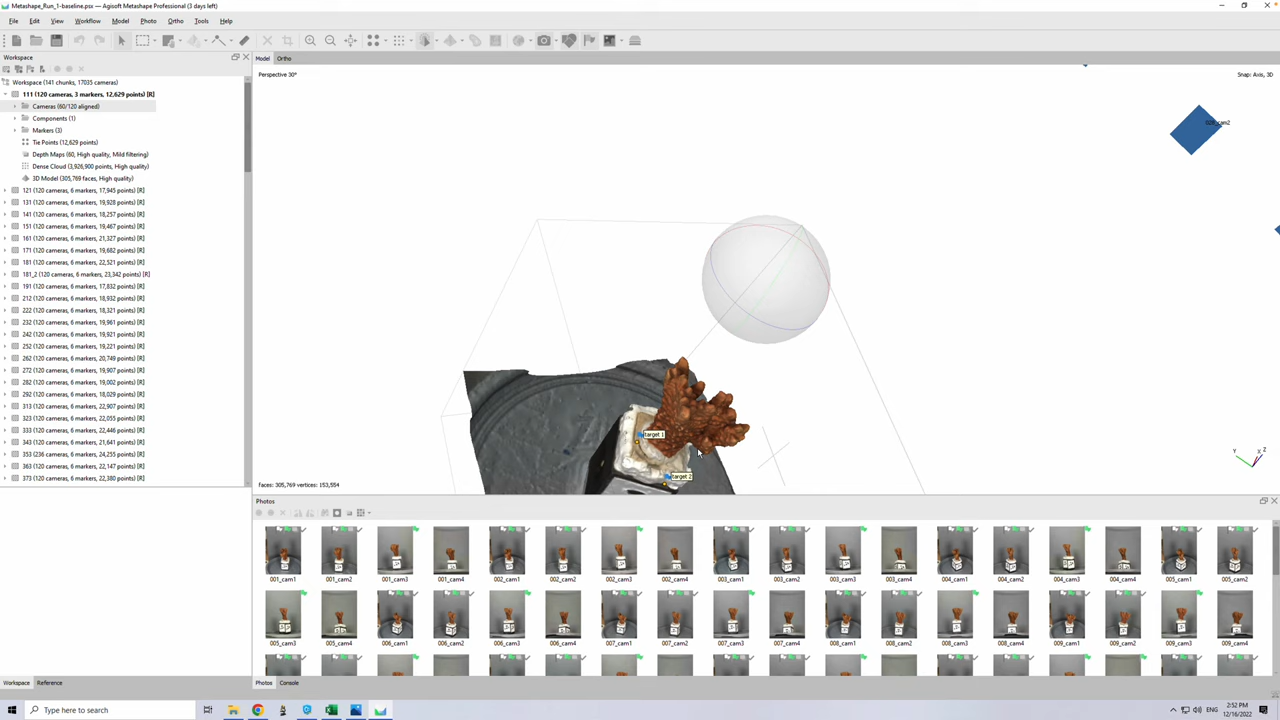 Metashape_Run_1-baseline.psx — Agisoft Metashape Professional (3 days left)
File Edit View Workflow Model Photo Ortho Tools Help
Workspace
Model Ortho
Workspace (141 chunks, 17035 cameras)
Perspective 30°
Snap: Axis, 3D
111 (120 cameras, 3 markers, 12,629 points) [R]
Cameras (60/120 aligned)
Components (1)
Markers (3)
Tie Points (12,629 points)
Depth Maps (60, High quality, Mild filtering)
Dense Cloud (3,926,900 points, High quality)
3D Model (305,769 faces, High quality)
121 (120 cameras, 6 markers, 17,945 points) [R]
131 (120 cameras, 6 markers, 19,928 points) [R]
141 (120 cameras, 6 markers, 18,257 points) [R]
151 (120 cameras, 6 markers, 19,467 points) [R]
161 (120 cameras, 6 markers, 21,327 points) [R]
171 (120 cameras, 6 markers, 19,682 points) [R]
181 (120 cameras, 6 markers, 22,521 points) [R]
181_2 (120 cameras, 6 markers, 23,342 points) [R]
191 (120 cameras, 6 markers, 17,832 points) [R]
212 (120 cameras, 6 markers, 18,932 points) [R]
222 (120 cameras, 6 markers, 18,321 points) [R]
232 (120 cameras, 6 markers, 19,961 points) [R]
242 (120 cameras, 6 markers, 19,921 points) [R]
252 (120 cameras, 6 markers, 19,221 points) [R]
262 (120 cameras, 6 markers, 20,749 points) [R]
272 (120 cameras, 6 markers, 19,907 points) [R]
282 (120 cameras, 6 markers, 19,002 points) [R]
292 (120 cameras, 6 markers, 18,029 points) [R]
313 (120 cameras, 6 markers, 22,907 points) [R]
323 (120 cameras, 6 markers, 22,055 points) [R]
333 (120 cameras, 6 markers, 22,446 points) [R]
343 (120 cameras, 6 markers, 21,641 points) [R]
353 (236 cameras, 6 markers, 24,255 points) [R]
363 (120 cameras, 6 markers, 22,147 points) [R]
373 (120 cameras, 6 markers, 22,380 points) [R]
target 1
target 2
Y X Z
faces: 305,769 vertices: 153,554
Photos
001_cam1 001_cam2 001_cam3 001_cam4 002_cam1 002_cam2 002_cam3 002_cam4 003_cam1 003_cam2 003_cam3 003_cam4 004_cam1 004_cam2 004_cam3 004_cam4 005_cam1 005_cam2
005_cam3 005_cam4 006_cam1 006_cam2 006_cam3 006_cam4 007_cam1 007_cam2 007_cam3 007_cam4 008_cam1 008_cam2 008_cam3 008_cam4 009_cam1 009_cam2 009_cam3 009_cam4
Workspace Reference
Photos Console
Type here to search
ENG
2:52 PM
12/16/2022